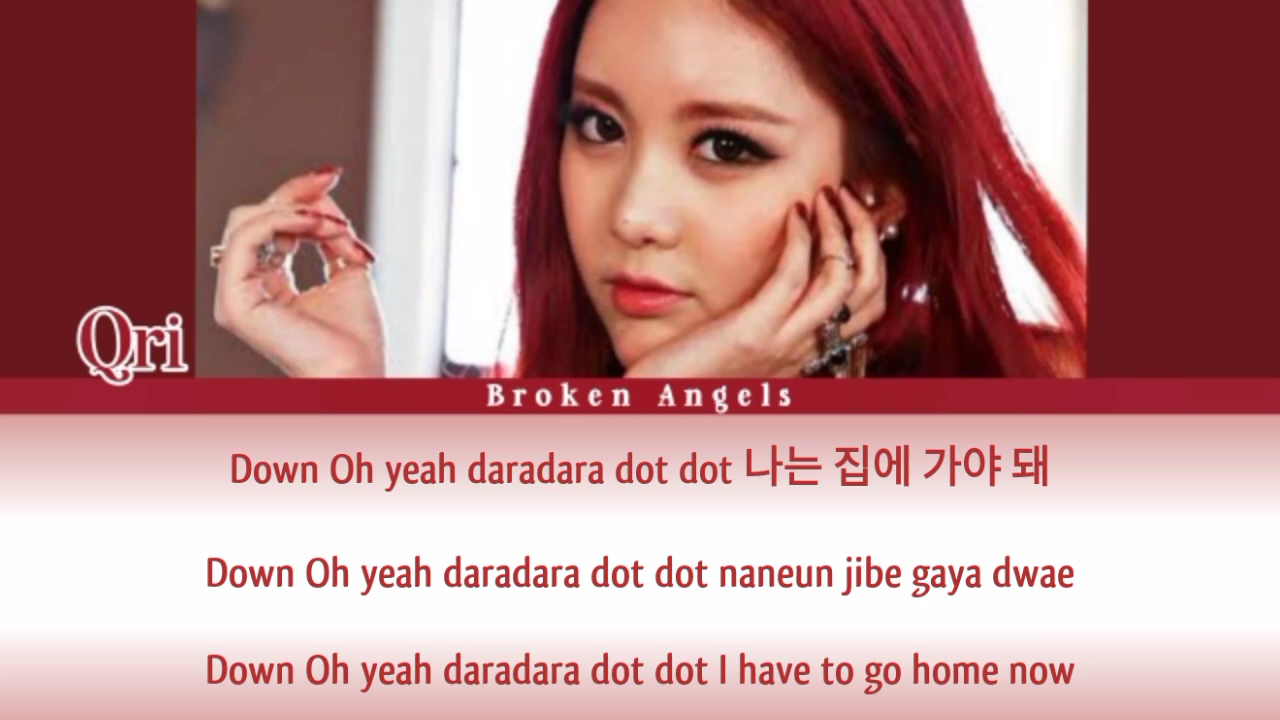 Qri
Broken Angels
Down Oh yeah daradara dot dot 나는 집에 가야 돼
Down Oh yeah daradara dot dot naneun jibe gaya dwae
Down Oh yeah daradara dot dot I have to go home now